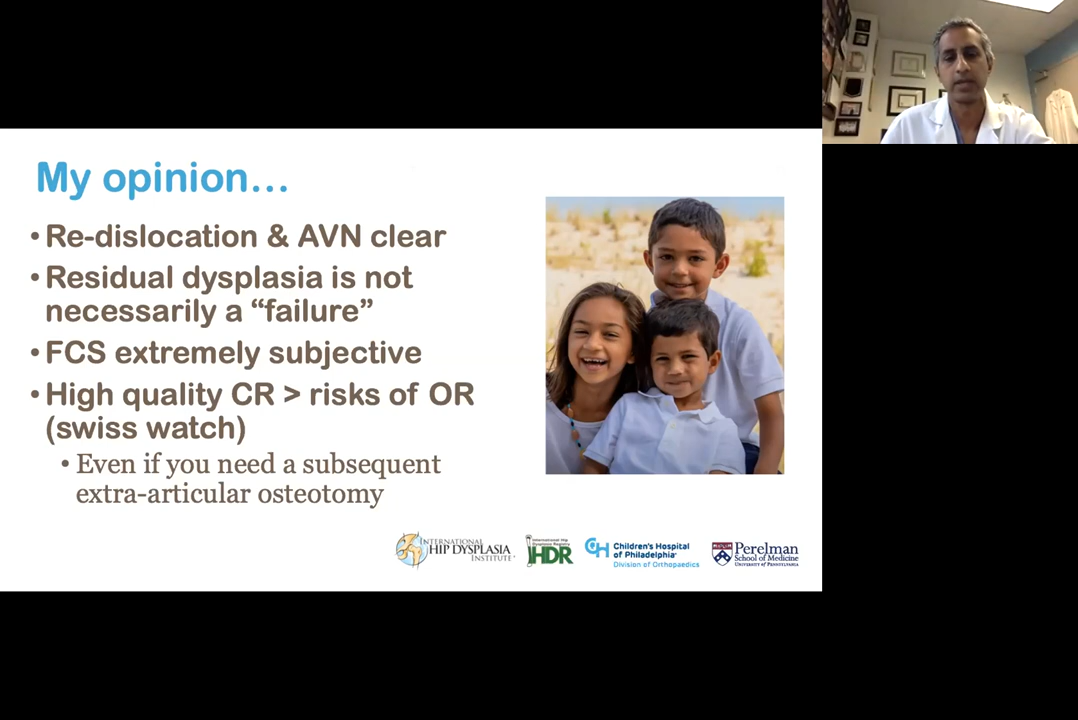 My opinion...
• Re-dislocation & AVN clear
• Residual dysplasia is not
necessarily a “failure”
• FCS extremely subjective
• High quality CR > risks of OR
(swiss watch)
• Even if you need a subsequent
extra-articular osteotomy
INTERNATIONAL
HIP DYSPLASIA
INSTITUTE
International Hip
Dysplasia Registry
IHDR
CH Children's Hospital
of Philadelphia
Division of Orthopaedics
Perelman
School of Medicine
UNIVERSITY OF PENNSYLVANIA